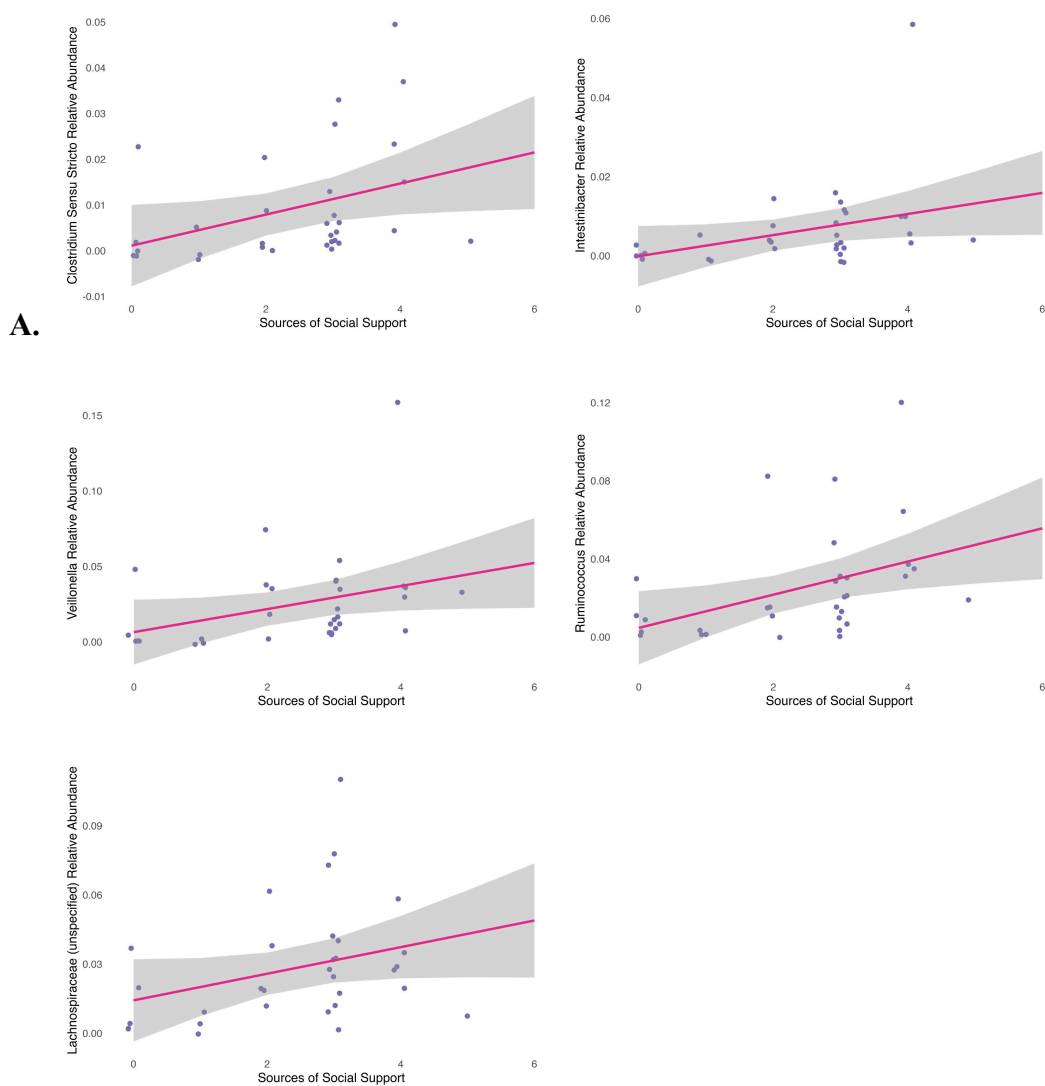 Clostridium Sensu Stricto Relative Abundance
0.05
0.04
0.03
0.02
0.01
0.00
-0.01
0 2 4 6
Sources of Social Support
Intestinibacter Relative Abundance
0.06
0.04
0.02
0.00
0 2 4 6
Sources of Social Support
A.
Veillonella Relative Abundance
0.15
0.10
0.05
0.00
0 2 4 6
Sources of Social Support
Ruminococcus Relative Abundance
0.12
0.08
0.04
0.00
0 2 4 6
Sources of Social Support
Lachnospiraceae (unspecified) Relative Abundance
0.09
0.06
0.03
0.00
0 2 4 6
Sources of Social Support